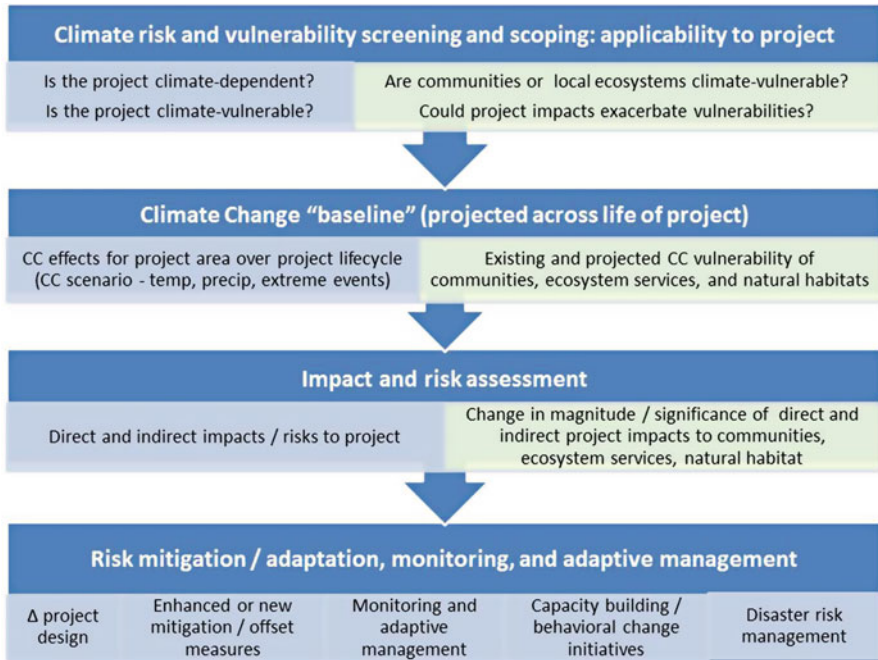 Climate risk and vulnerability screening and scoping: applicability to project
Is the project climate-dependent?
Is the project climate-vulnerable?
Are communities or local ecosystems climate-vulnerable?
Could project impacts exacerbate vulnerabilities?
Climate Change “baseline” (projected across life of project)
CC effects for project area over project lifecycle
(CC scenario - temp, precip, extreme events)
Existing and projected CC vulnerability of
communities, ecosystem services, and natural habitats
Impact and risk assessment
Direct and indirect impacts / risks to project
Change in magnitude / significance of direct and
indirect project impacts to communities,
ecosystem services, natural habitat
Risk mitigation / adaptation, monitoring, and adaptive management
Δ project
design
Enhanced or new
mitigation / offset
measures
Monitoring and
adaptive
management
Capacity building /
behavioral change
initiatives
Disaster risk
management